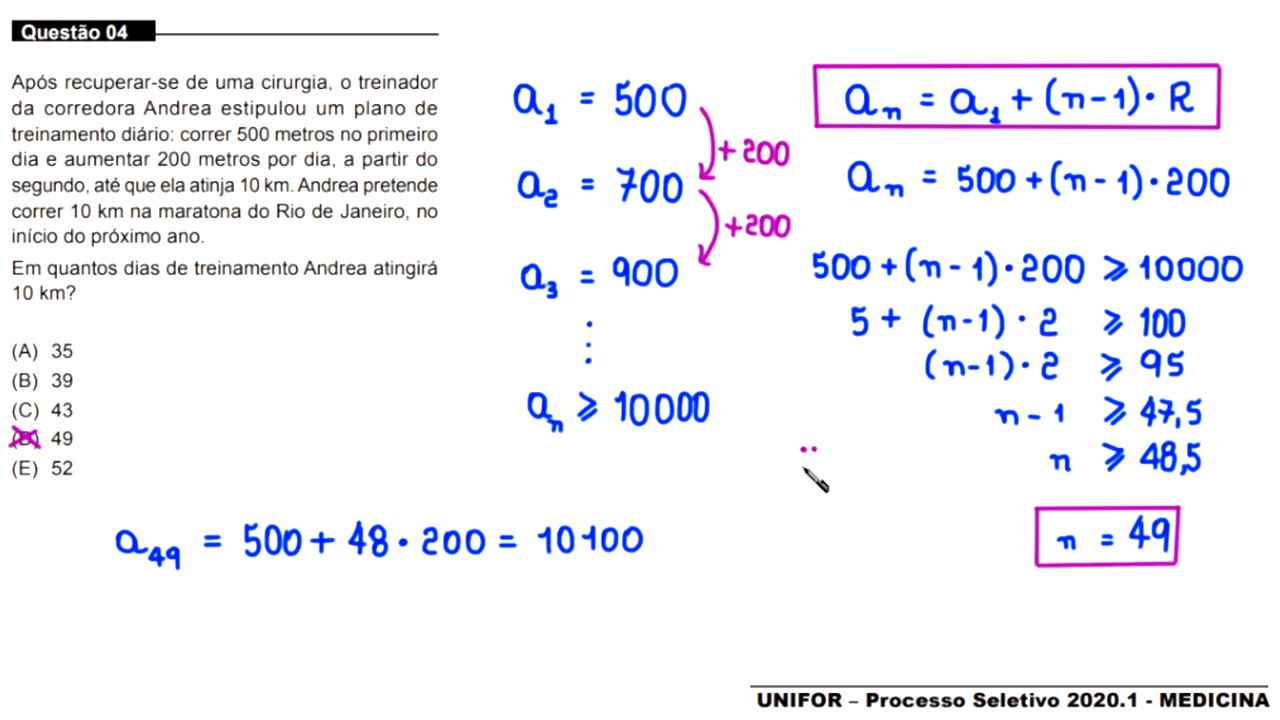 Questão 04
Após recuperar-se de uma cirurgia, o treinador
da corredora Andrea estipulou um plano de
treinamento diário: correr 500 metros no primeiro
dia e aumentar 200 metros por dia, a partir do
segundo, até que ela atinja 10 km. Andrea pretende
correr 10 km na maratona do Rio de Janeiro, no
início do próximo ano.
Em quantos dias de treinamento Andrea atingirá
10 km?
(A) 35
(B) 39
(C) 43
(D) 49
(E) 52
a₁ = 500
+200
a₂ = 700
+200
a₃ = 900
⋮
aₙ ⩾ 10000
aₙ = a₁ + (n-1)·R
aₙ = 500 + (n-1)·200
500 + (n-1)·200 ⩾ 10000
5 + (n-1)·2 ⩾ 100
(n-1)·2 ⩾ 95
n-1 ⩾ 47,5
n ⩾ 48,5
n = 49
a₄₉ = 500 + 48·200 = 10100
UNIFOR – Processo Seletivo 2020.1 - MEDICINA